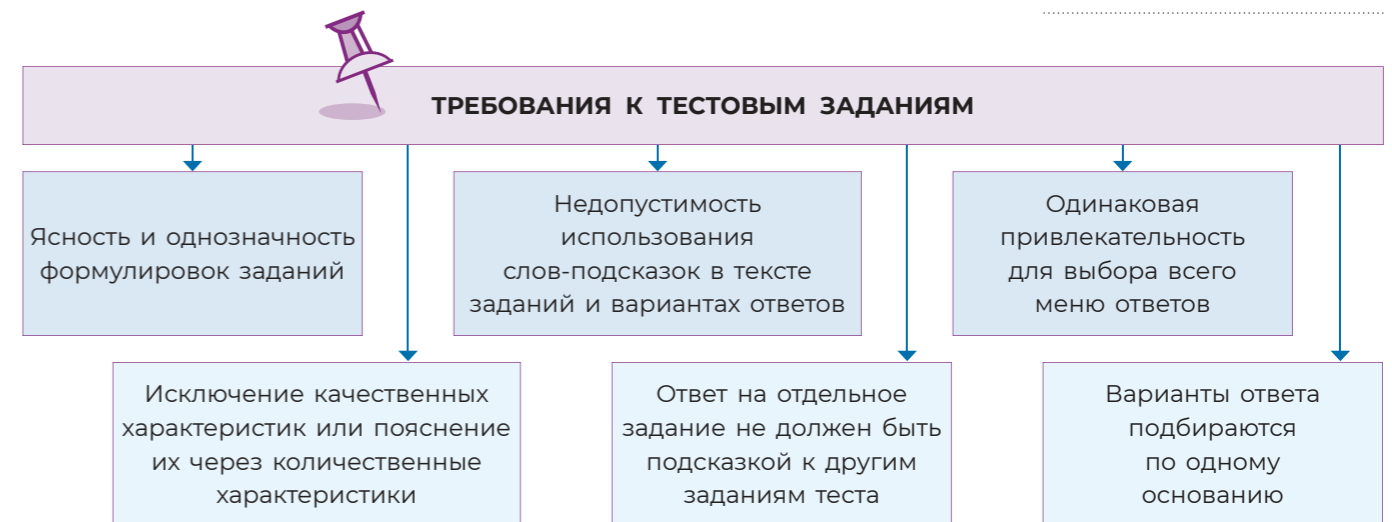 ТРЕБОВАНИЯ К ТЕСТОВЫМ ЗАДАНИЯМ
Ясность и однозначность
формулировок заданий
Недопустимость
использования
слов-подсказок в тексте
заданий и вариантах ответов
Одинаковая
привлекательность
для выбора всего
меню ответов
Исключение качественных
характеристик или пояснение
их через количественные
характеристики
Ответ на отдельное
задание не должен быть
подсказкой к другим
заданиям теста
Варианты ответа
подбираются
по одному
основанию